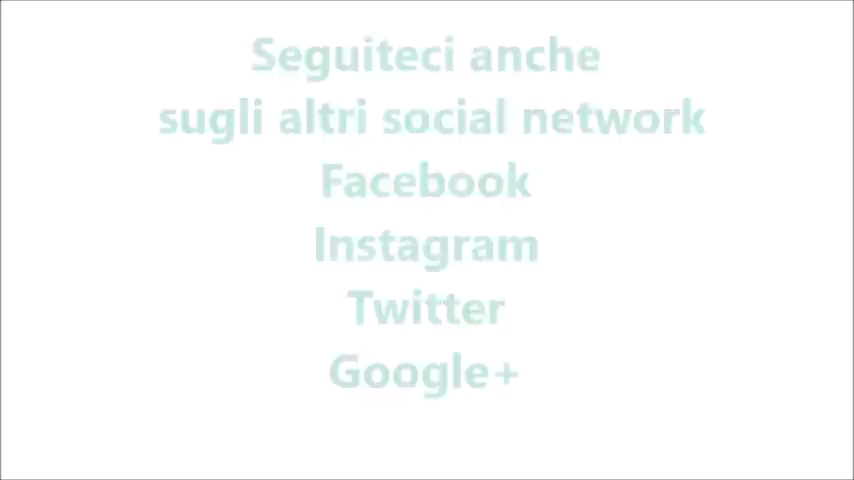 Seguiteci anche
sugli altri social network
Facebook
Instagram
Twitter
Google+